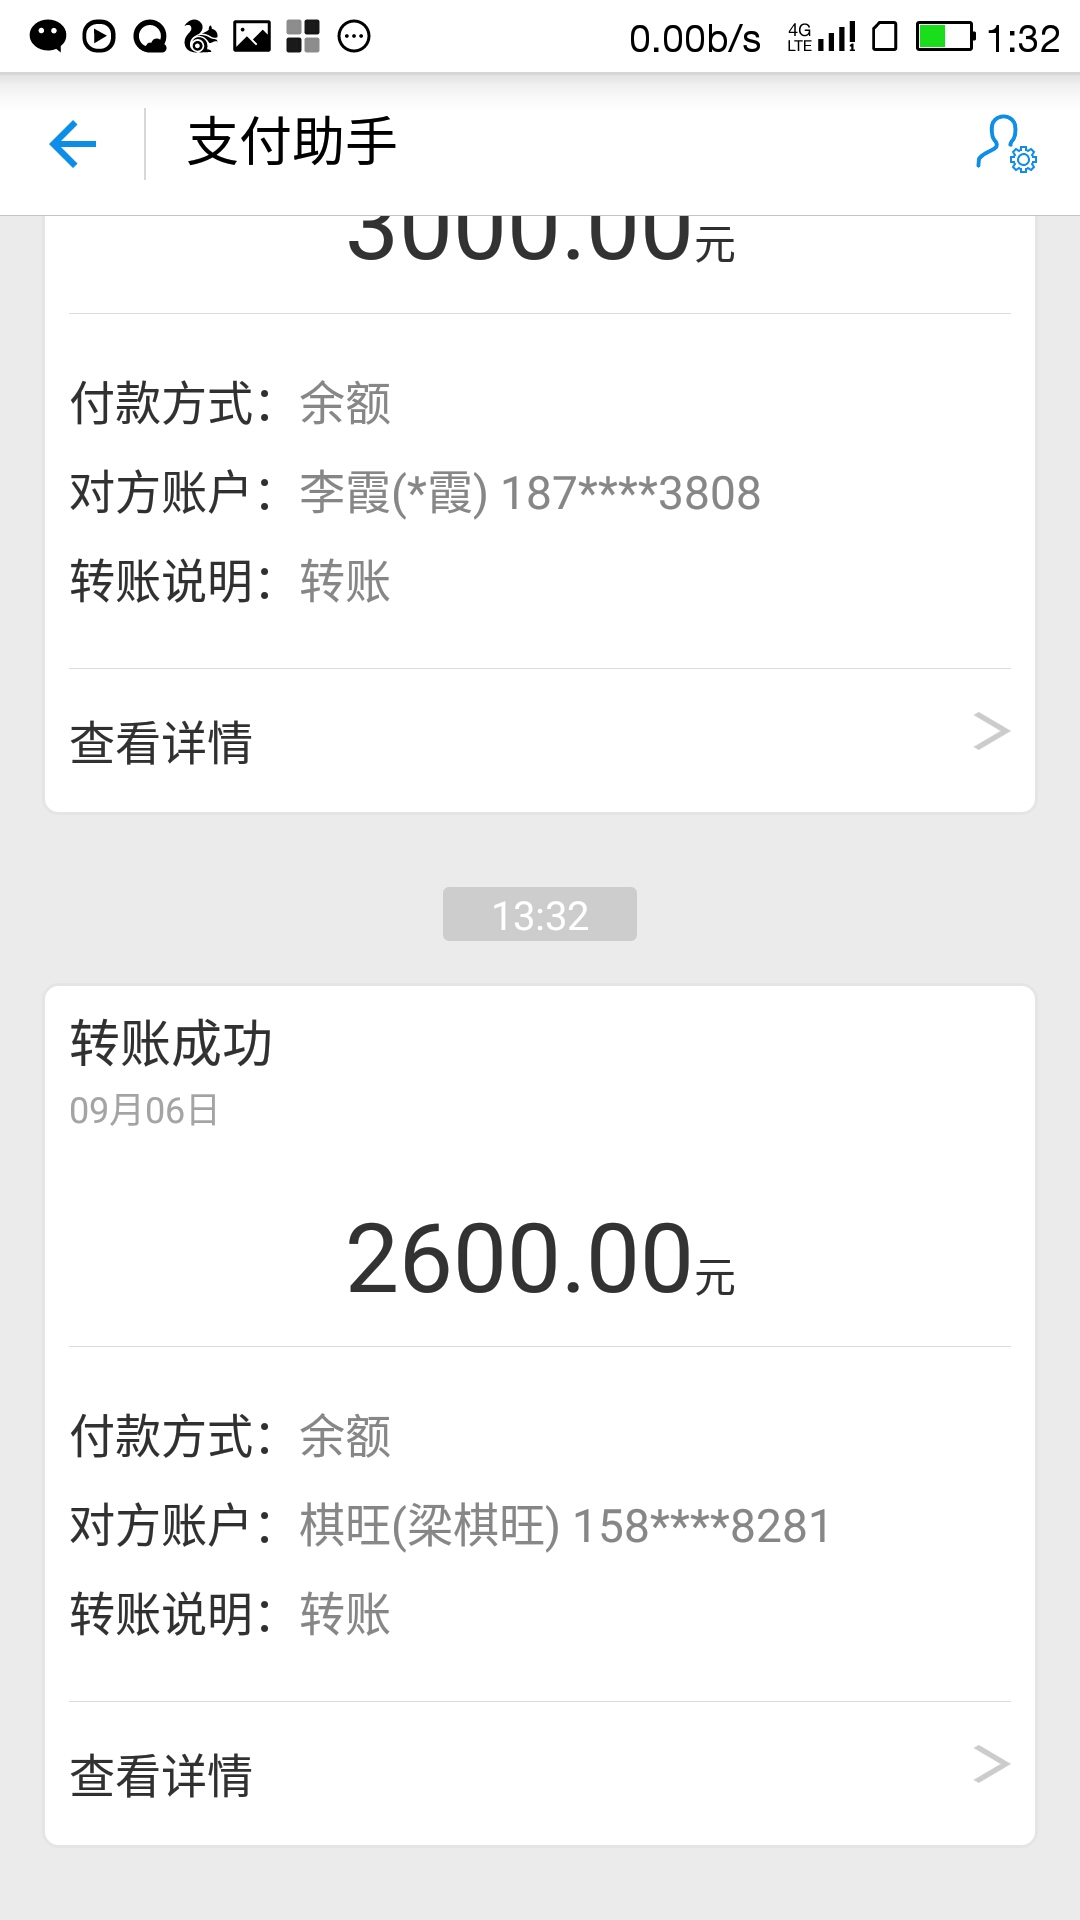 0.00b/s 4G LTE 1:32
支付助手
3000.00元
付款方式：余额
对方账户：李霞(*霞) 187****3808
转账说明：转账
查看详情
13:32
转账成功
09月06日
2600.00元
付款方式：余额
对方账户：棋旺(梁棋旺) 158****8281
转账说明：转账
查看详情